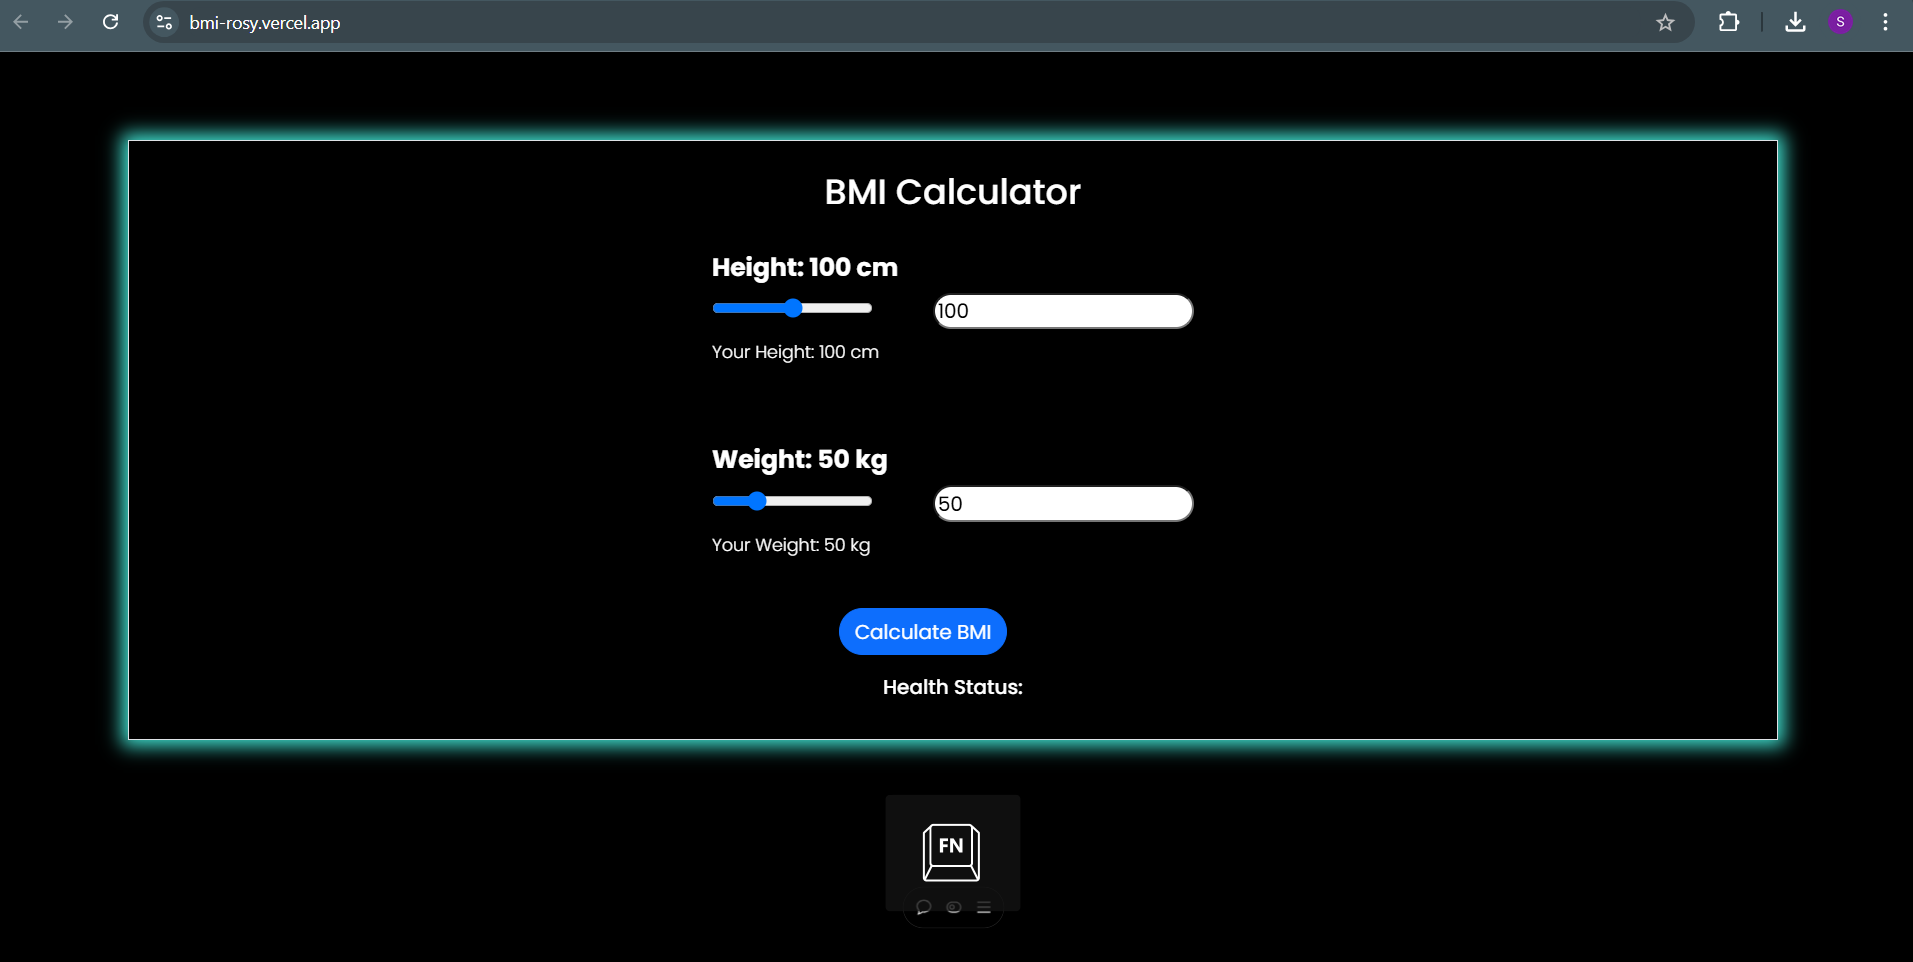 bmi-rosy.vercel.app
S
BMI Calculator
Height: 100 cm
100
Your Height: 100 cm
Weight: 50 kg
50
Your Weight: 50 kg
Calculate BMI
Health Status:
FN